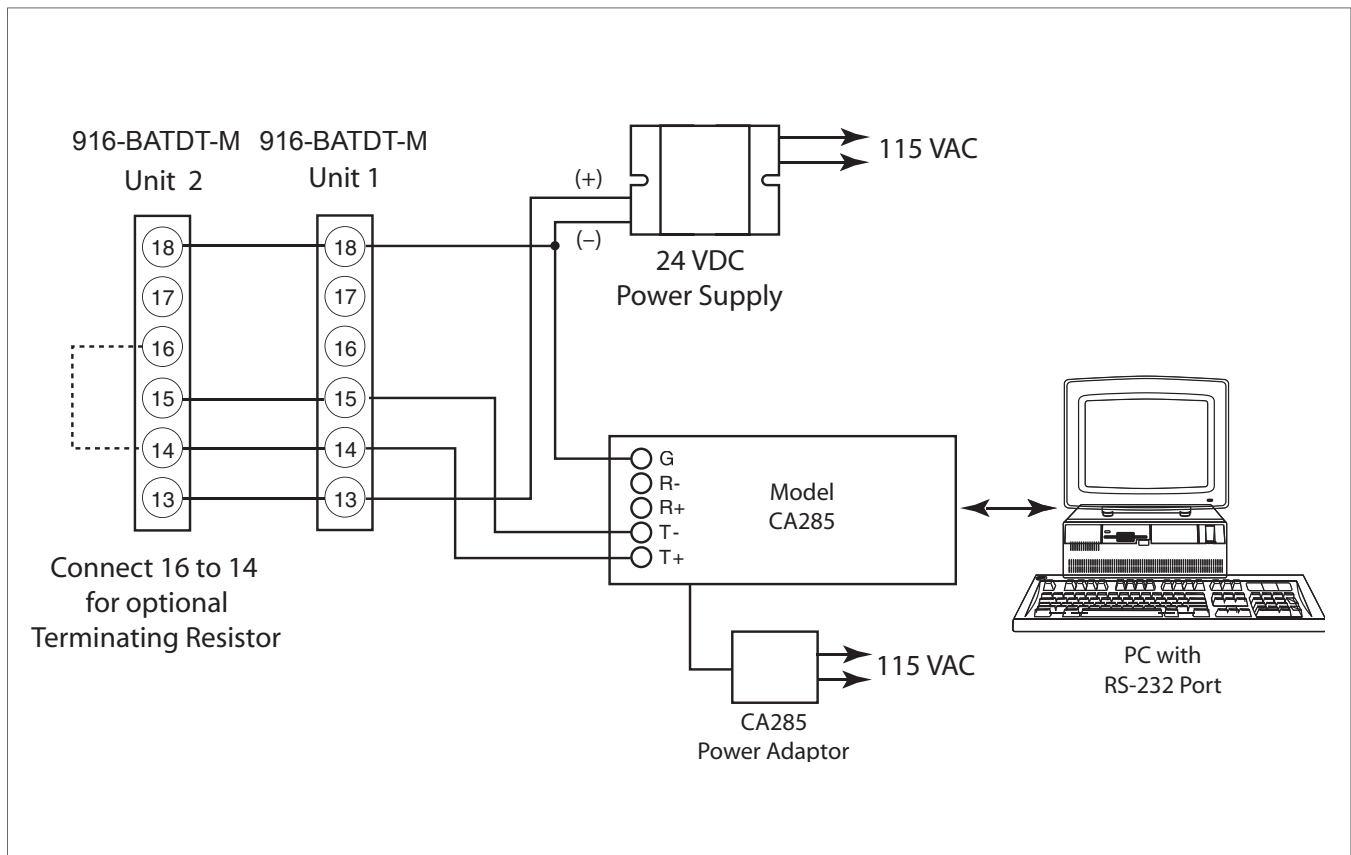 916-BATDT-M
Unit 2
916-BATDT-M
Unit 1
18
17
16
15
14
13
18
17
16
15
14
13
Connect 16 to 14
for optional
Terminating Resistor
(+)
(–)
115 VAC
24 VDC
Power Supply
G
R-
R+
T-
T+
Model
CA285
115 VAC
CA285
Power Adaptor
PC with
RS-232 Port